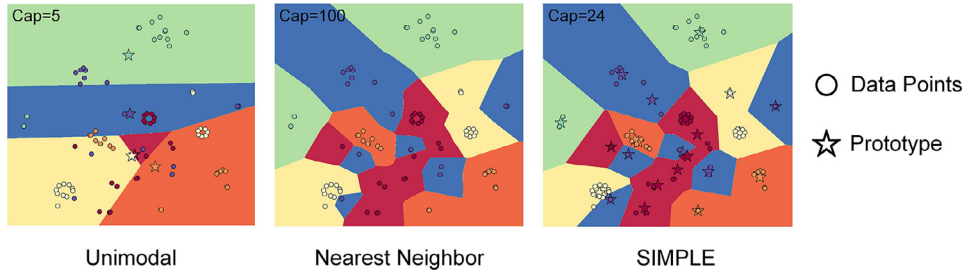 Cap=5
Cap=100
Cap=24
Data Points
Prototype
Unimodal
Nearest Neighbor
SIMPLE